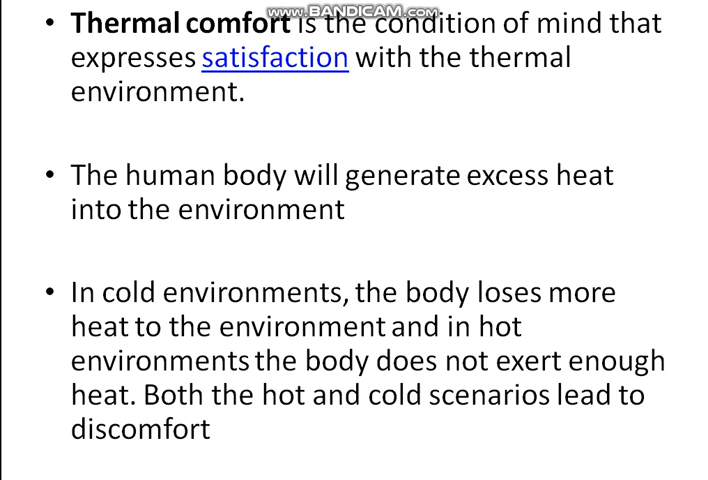 www.BANDICAM.com
• Thermal comfort is the condition of mind that
expresses satisfaction with the thermal
environment.
• The human body will generate excess heat
into the environment
• In cold environments, the body loses more
heat to the environment and in hot
environments the body does not exert enough
heat. Both the hot and cold scenarios lead to
discomfort